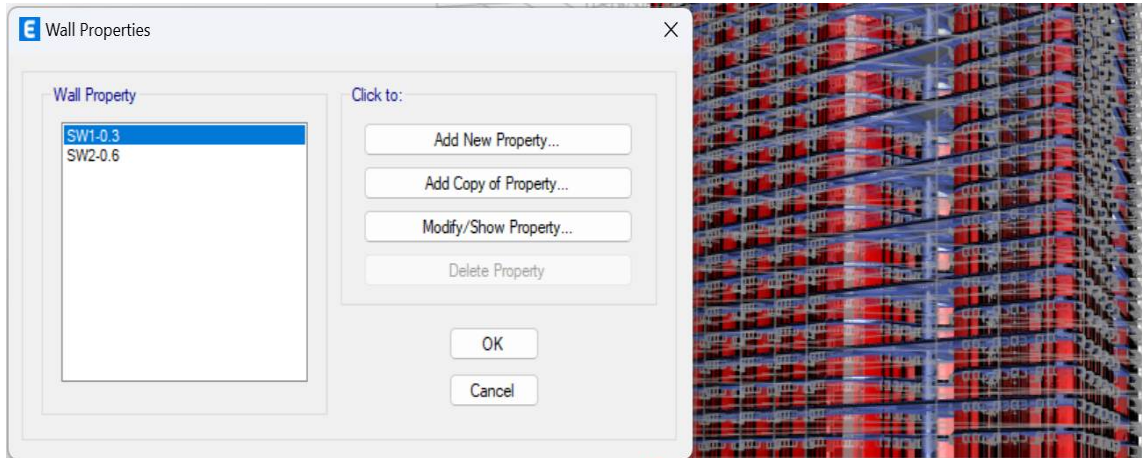 E Wall Properties
Wall Property
SW1-0.3
SW2-0.6
Click to:
Add New Property...
Add Copy of Property...
Modify/Show Property...
Delete Property
OK
Cancel